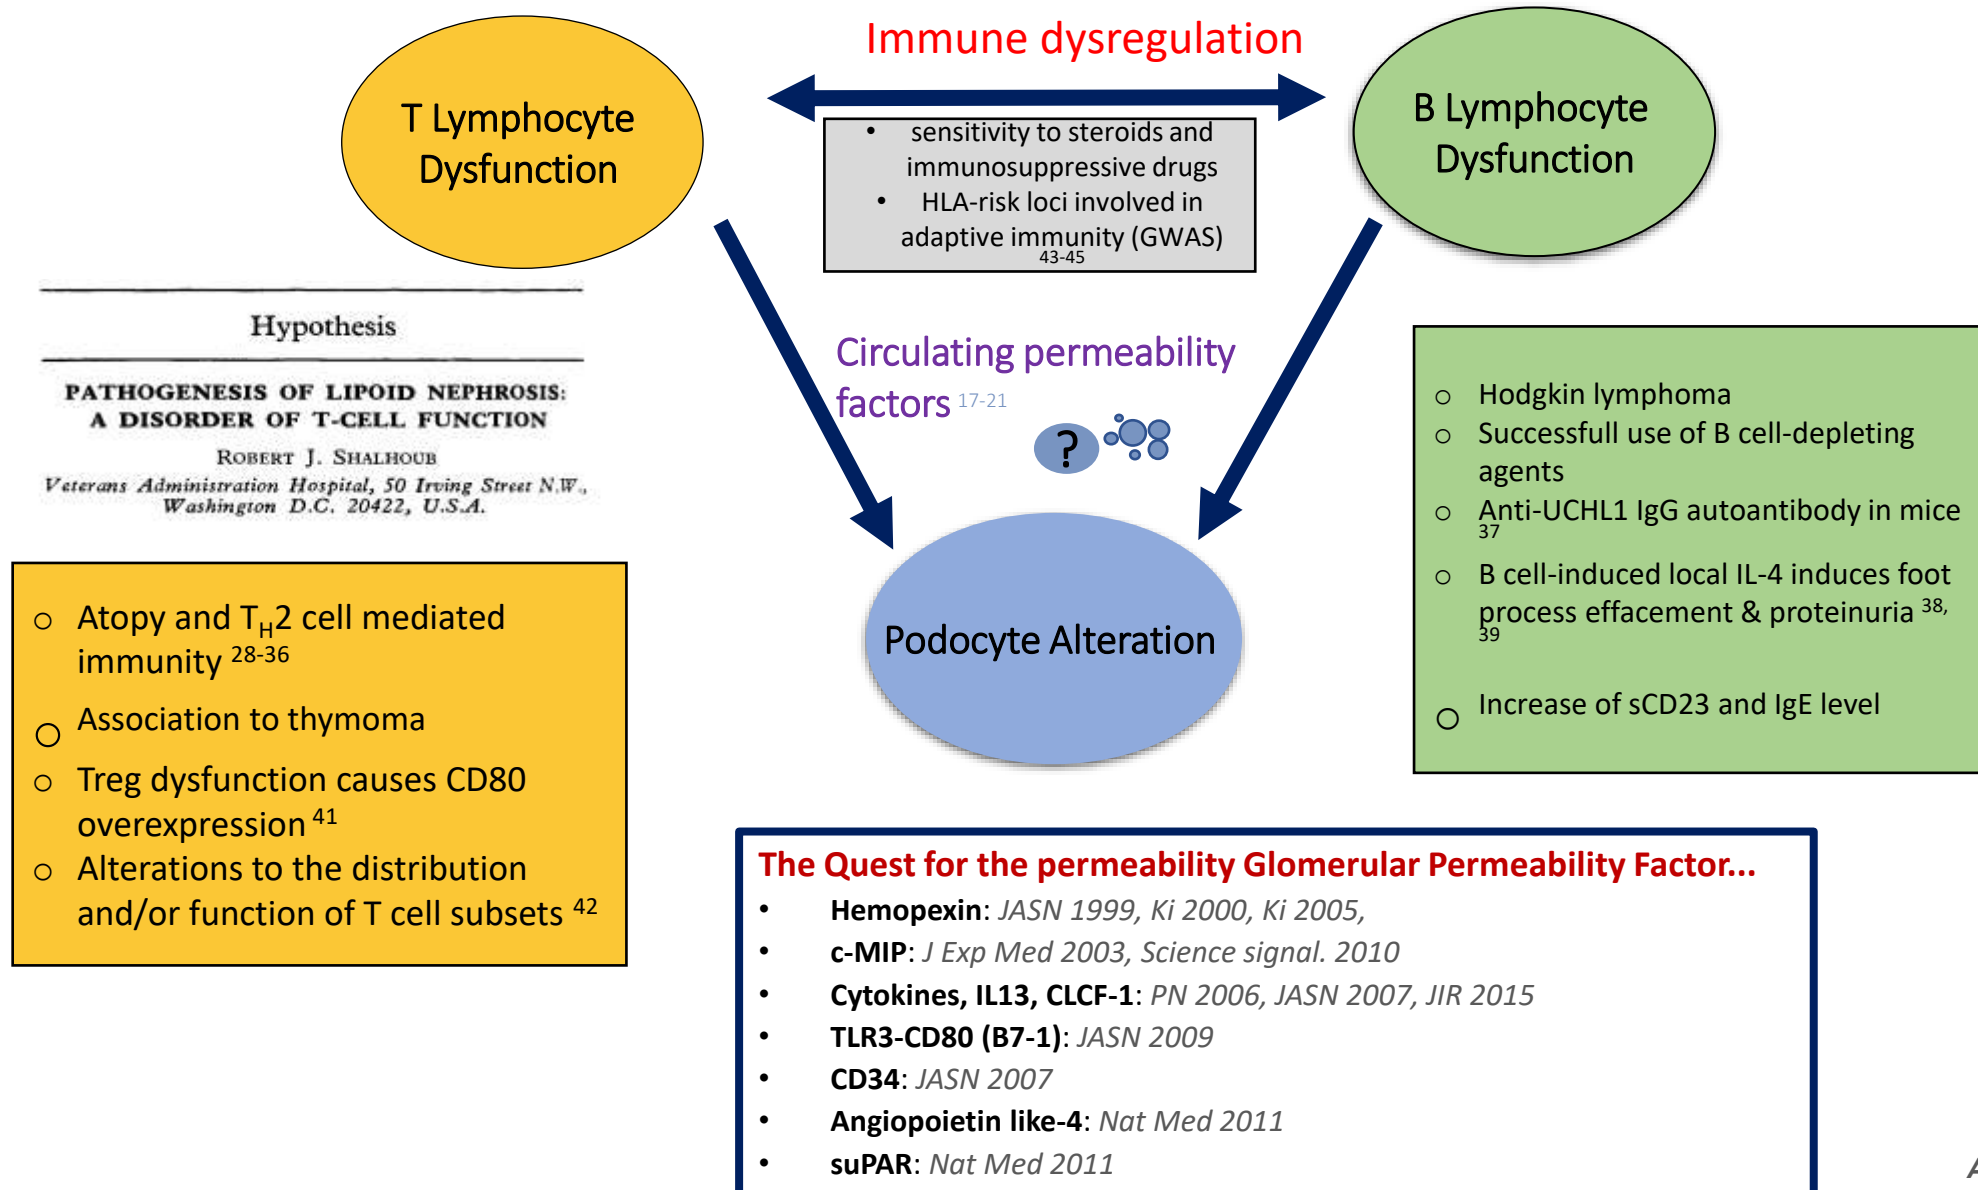 Immune dysregulation
T Lymphocyte
Dysfunction
B Lymphocyte
Dysfunction
• sensitivity to steroids and
immunosuppressive drugs
• HLA-risk loci involved in
adaptive immunity (GWAS)
43-45
Hypothesis
PATHOGENESIS OF LIPOID NEPHROSIS:
A DISORDER OF T-CELL FUNCTION
ROBERT J. SHALHOUB
Veterans Administration Hospital, 50 Irving Street N.W.,
Washington D.C. 20422, U.S.A.
Circulating permeability
factors 17-21
?
Podocyte Alteration
o Atopy and TH2 cell mediated
immunity 28-36
o Association to thymoma
o Treg dysfunction causes CD80
overexpression 41
o Alterations to the distribution
and/or function of T cell subsets 42
o Hodgkin lymphoma
o Successfull use of B cell-depleting
agents
o Anti-UCHL1 IgG autoantibody in mice
37
o B cell-induced local IL-4 induces foot
process effacement & proteinuria 38,
39
o Increase of sCD23 and IgE level
The Quest for the permeability Glomerular Permeability Factor...
• Hemopexin: JASN 1999, Ki 2000, Ki 2005,
• c-MIP: J Exp Med 2003, Science signal. 2010
• Cytokines, IL13, CLCF-1: PN 2006, JASN 2007, JIR 2015
• TLR3-CD80 (B7-1): JASN 2009
• CD34: JASN 2007
• Angiopoietin like-4: Nat Med 2011
• suPAR: Nat Med 2011